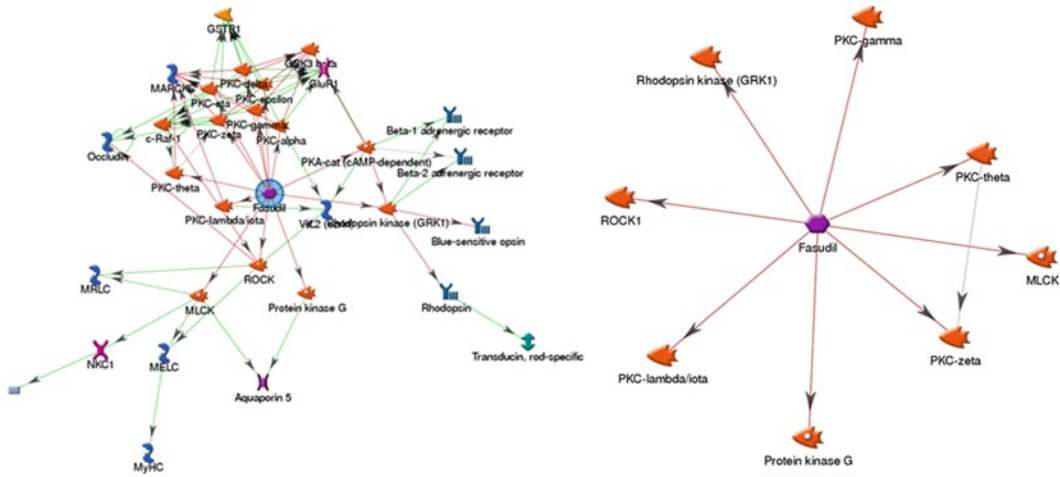 GSTP1
GSK3 beta
GluR1
MARCKS
PKC-delta
PKC-epsilon
PKC-eta
PKC-gamma
PKC-zeta
c-Raf-1
PKC-alpha
Occludin
Beta-1 adrenergic receptor
PKA-cat (cAMP-dependent)
Beta-2 adrenergic receptor
PKC-theta
Fasudil
PKC-lambda/iota
VIL2 (ezrin)
Rhodopsin kinase (GRK1)
Blue-sensitive opsin
ROCK
MRLC
MLCK
Protein kinase G
Rhodopsin
NKC1
MELC
Transducin, rod-specific
Aquaporin 5
MyHC
PKC-gamma
Rhodopsin kinase (GRK1)
PKC-theta
ROCK1
Fasudil
MLCK
PKC-zeta
PKC-lambda/iota
Protein kinase G